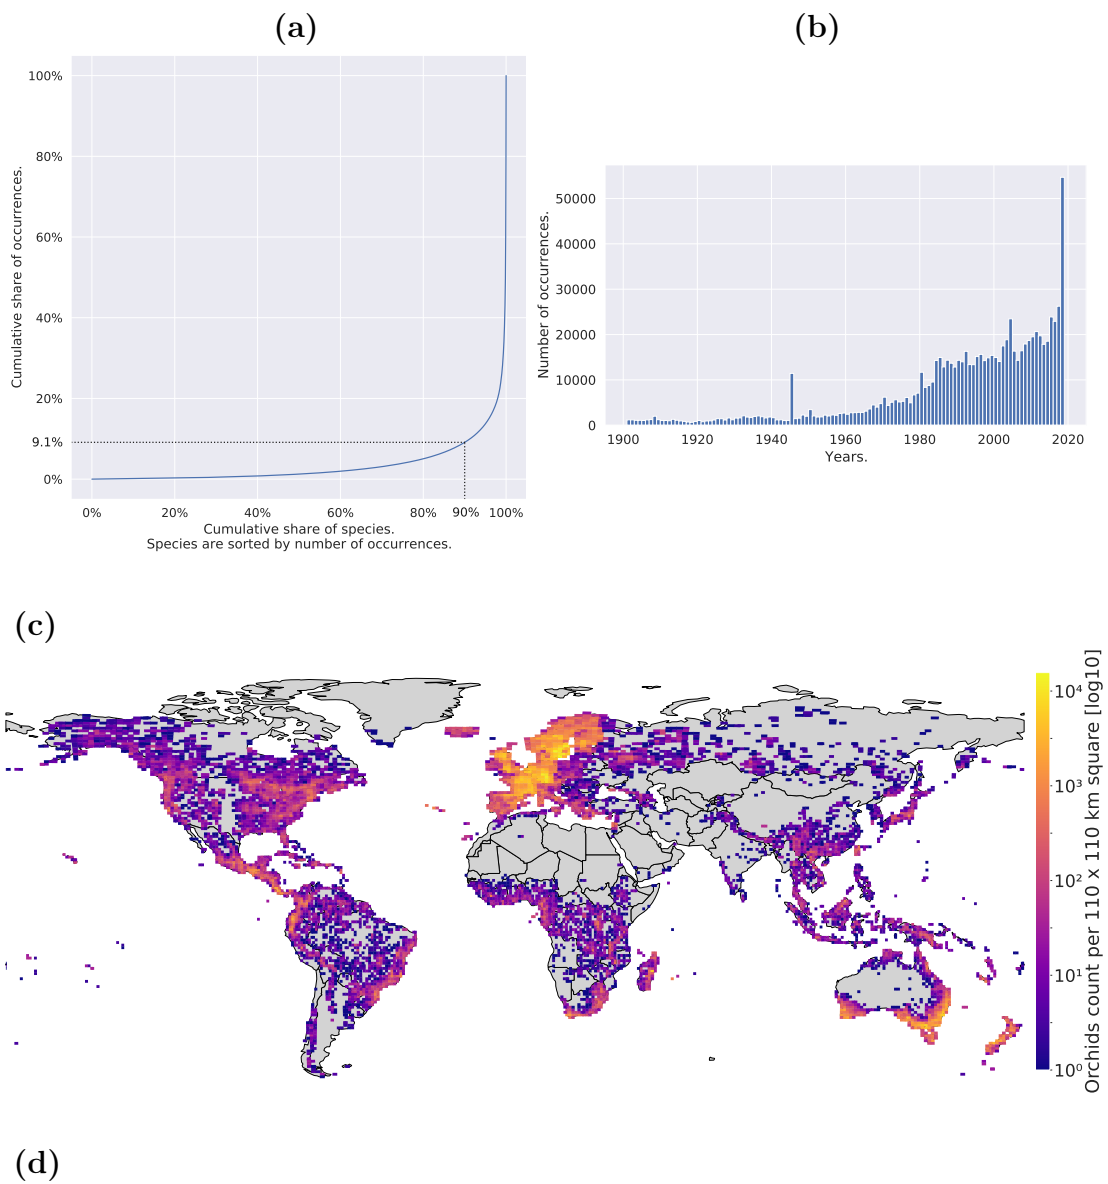 (a)
(b)
100%
80%
60%
40%
20%
9.1%
0%
Cumulative share of occurrences.
0% 20% 40% 60% 80% 90% 100%
Cumulative share of species.
Species are sorted by number of occurrences.
50000
40000
30000
20000
10000
0
Number of occurrences.
1900 1920 1940 1960 1980 2000 2020
Years.
(c)
10⁴
10³
10²
10¹
10⁰
Orchids count per 110 x 110 km square [log10]
(d)